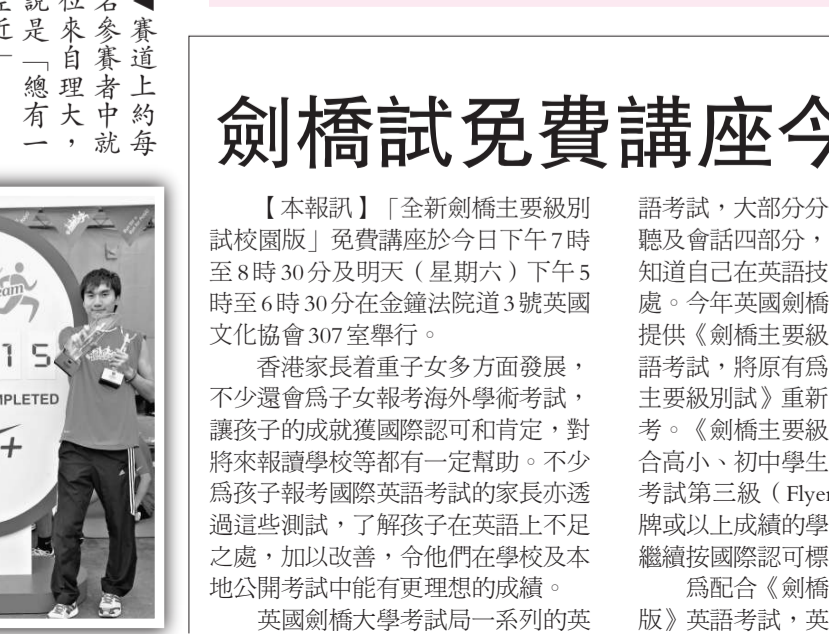 賽道上約每
名參賽者中就
位來自理大，
說是「總有一
近」
劍橋試免費講座今
【本報訊】「全新劍橋主要級別
試校園版」免費講座於今日下午7時
至8時30分及明天（星期六）下午5
時至6時30分在金鐘法院道3號英國
文化協會307室舉行。
香港家長着重子女多方面發展，
不少還會爲子女報考海外學術考試，
讓孩子的成就獲國際認可和肯定，對
將來報讀學校等都有一定幫助。不少
爲孩子報考國際英語考試的家長亦透
過這些測試，了解孩子在英語上不足
之處，加以改善，令他們在學校及本
地公開考試中能有更理想的成績。
英國劍橋大學考試局一系列的英
語考試，大部分分
聽及會話四部分，
知道自己在英語技
處。今年英國劍橋
提供《劍橋主要級
語考試，將原有爲
主要級別試》重新
考。《劍橋主要級
合高小、初中學生
考試第三級（Flyer
牌或以上成績的學
繼續按國際認可標
爲配合《劍橋
版》英語考試，英
eam
15
MPLETED